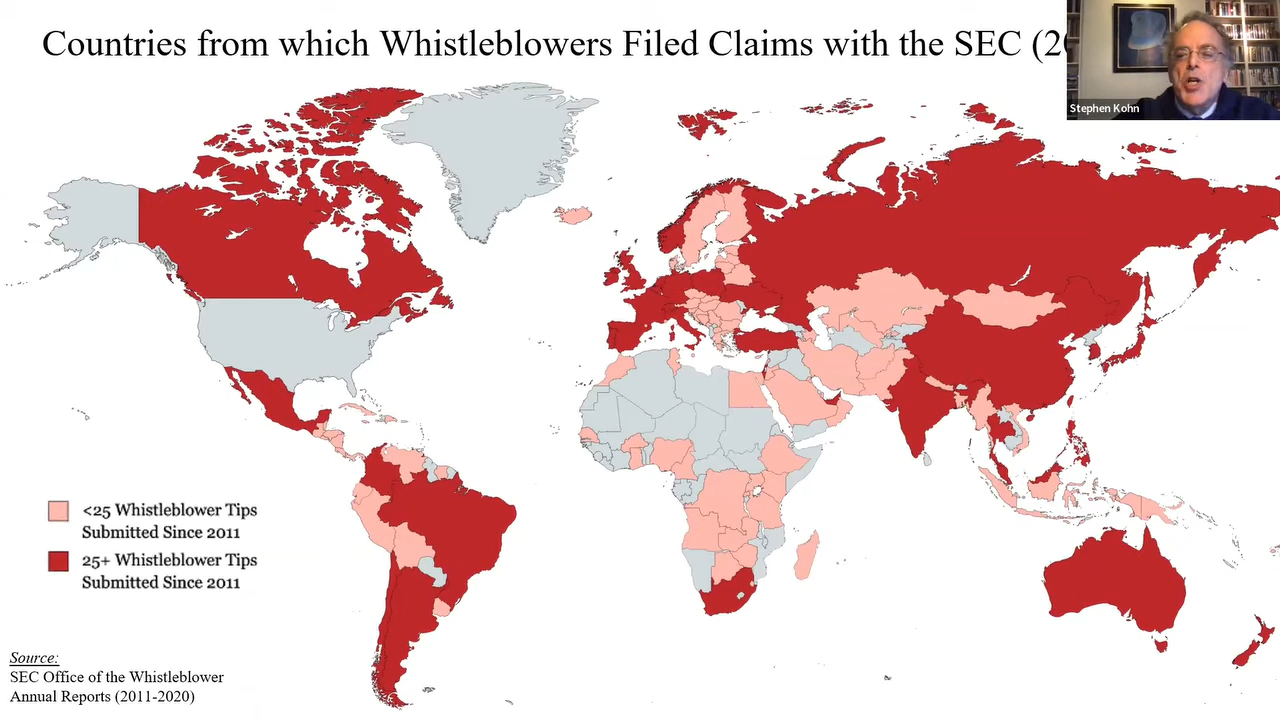 Countries from which Whistleblowers Filed Claims with the SEC
Stephen Kohn
<25 Whistleblower Tips
Submitted Since 2011
25+ Whistleblower Tips
Submitted Since 2011
Source:
SEC Office of the Whistleblower
Annual Reports (2011-2020)